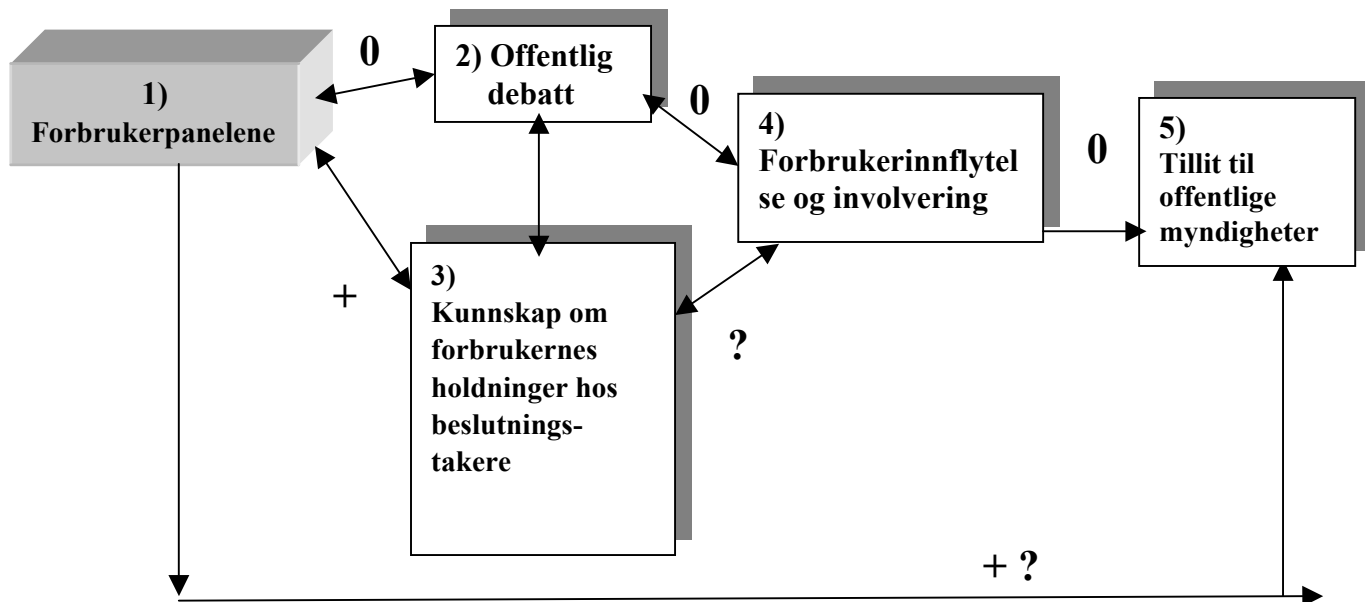 1)
Forbrukerpanelene
0
2) Offentlig
debatt
0
4)
Forbrukerinnflytel
se og involvering
0
5)
Tillit til
offentlige
myndigheter
+
3)
Kunnskap om
forbrukernes
holdninger hos
beslutnings-
takere
?
+ ?